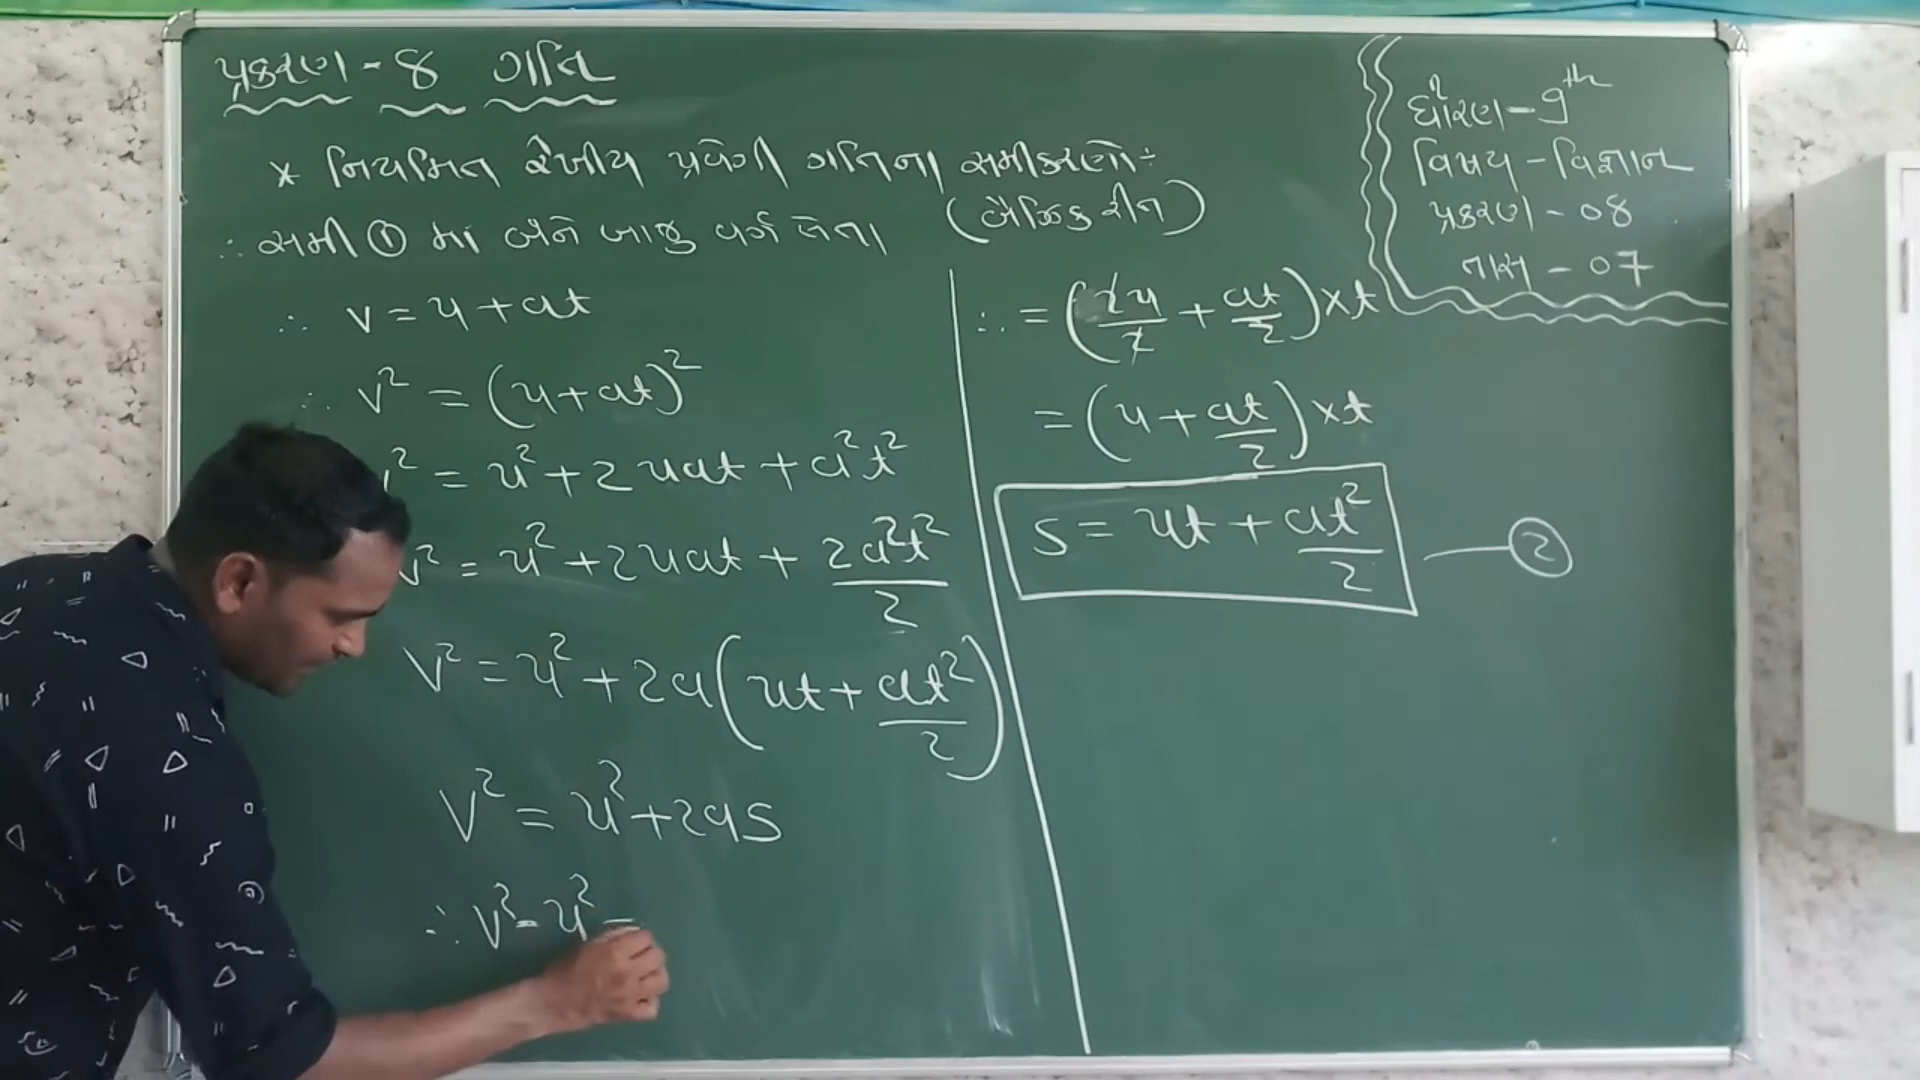 પ્રકરણ - ૪ ગતિ
* નિયમિત રેખીય પ્રવેગી ગતિના સમીકરણો ÷
(બૈજિક રીત)
∴ સમી ① માં બંને બાજુ વર્ગ લેતા
∴ v = u + at
∴ v² = (u + at)²
v² = u² + 2uat + a²t²
v² = u² + 2uat + 2a²t²/2
v² = u² + 2a(ut + at²/2)
v² = u² + 2as
∴ v² - u² =
∴ = (2u/2 + at/2) × t
= (u + at/2) × t
s = ut + at²/2 — ②
ધોરણ - 9th
વિષય - વિજ્ઞાન
પ્રકરણ - 08
તાસ - 07